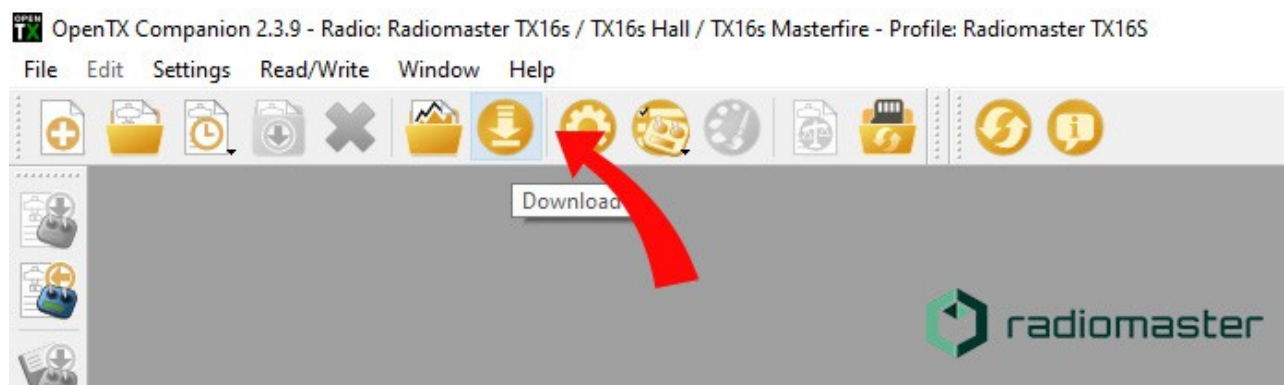 OpenTX Companion 2.3.9 - Radio: Radiomaster TX16s / TX16s Hall / TX16s Masterfire - Profile: Radiomaster TX16S
File Edit Settings Read/Write Window Help
Download
radiomaster